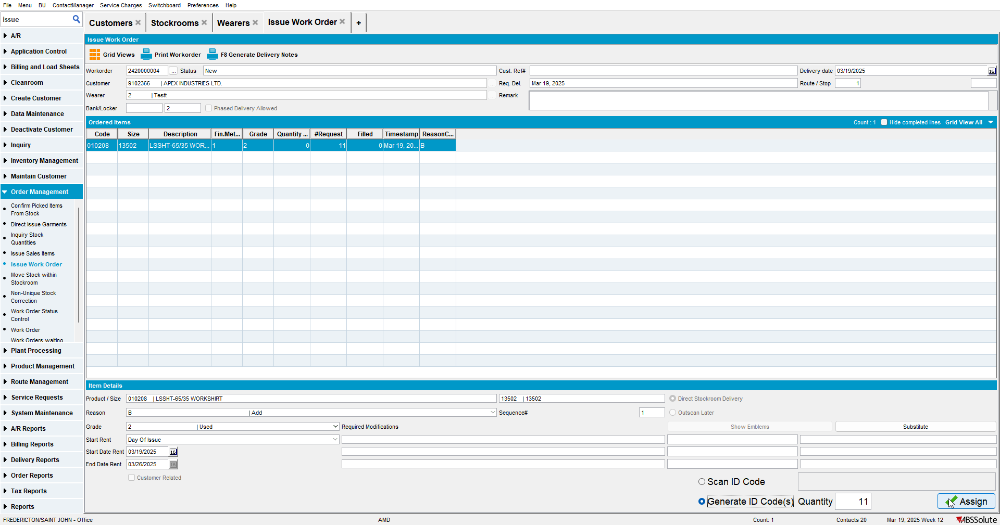 File Menu BU ContactManager Service Charges Switchboard Preferences Help
issue
Customers Stockrooms Wearers Issue Work Order +
A/R
Application Control
Billing and Load Sheets
Cleanroom
Create Customer
Data Maintenance
Deactivate Customer
Inquiry
Inventory Management
Maintain Customer
Order Management
Confirm Picked Items
From Stock
Direct Issue Garments
Inquiry Stock
Quantities
Issue Sales Items
Issue Work Order
Move Stock within
Stockroom
Non-Unique Stock
Correction
Work Order Status
Control
Work Order
Work Orders waiting
Plant Processing
Product Management
Route Management
Service Requests
System Maintenance
A/R Reports
Billing Reports
Delivery Reports
Order Reports
Tax Reports
Reports
Issue Work Order
Grid Views Print Workorder F8 Generate Delivery Notes
Workorder 2420000004 ... Status New Cust. Ref# Delivery date 03/19/2025 16
Customer 9102366 | APEX INDUSTRIES LTD. ... Req. Del. Mar 19, 2025 Route / Stop 1
Wearer 2 | Testt ... Remark
Bank/Locker 2 Phased Delivery Allowed
Ordered Items Count : 1 Hide completed lines Grid View All
Code Size Description Fin.Met... Grade Quantity ... #Request Filled Timestamp ReasonC...
010208 13502 LSSHT-65/35 WOR... 1 2 0 11 0 Mar 19, 20... B
Item Details
Product / Size 010208 | LSSHT-65/35 WORKSHIRT 13502 | 13502 Direct Stockroom Delivery
Reason B | Add Sequence# 1 Outscan Later
Grade 2 | Used Required Modifications Show Emblems Substitute
Start Rent Day Of Issue
Start Date Rent 03/19/2025 16
End Date Rent 03/26/2025 16
Customer Related
Scan ID Code
Generate ID Code(s) Quantity 11 Assign
FREDERICTON/SAINT JOHN - Office AMD Count: 1 Contacts 20 Mar 19, 2025 Week 12 ABSSolute